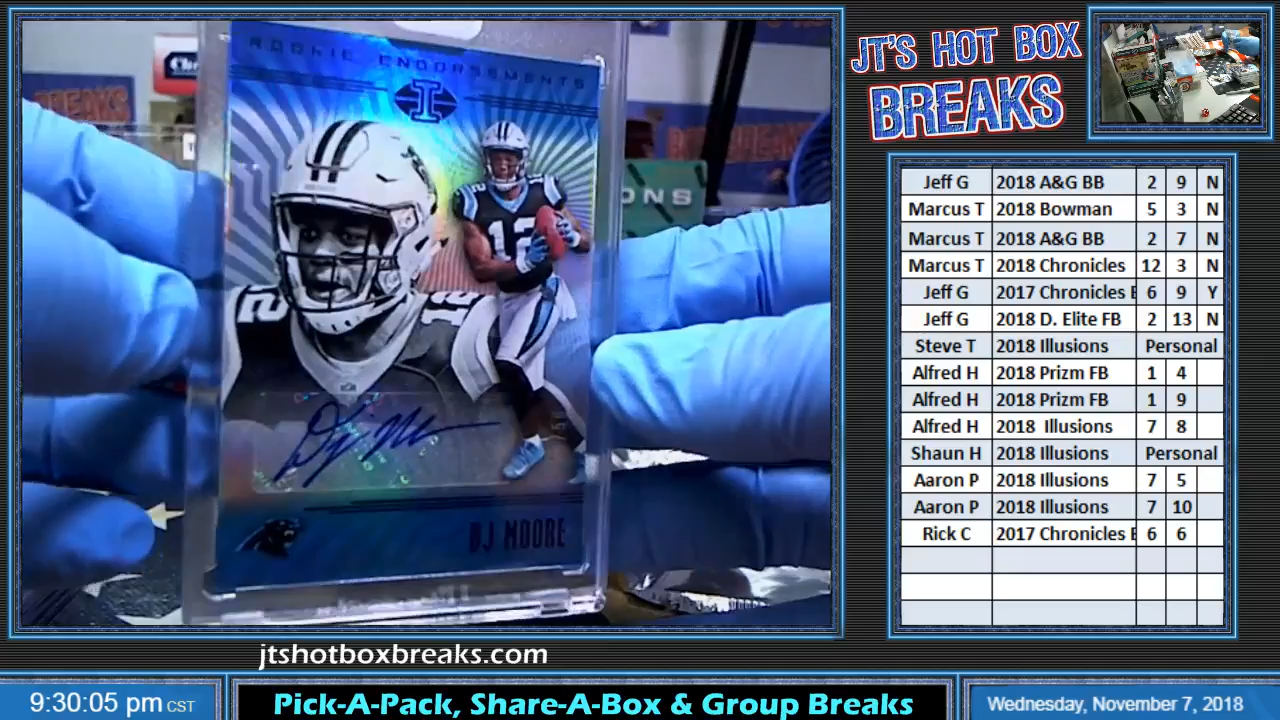 ROOKIE ENDORSEMENTS
I
12
12
12
DJ MOORE
BREAKS
ONS
JT'S HOT BOX
BREAKS
Jeff G 2018 A&G BB 2 9 N
Marcus T 2018 Bowman 5 3 N
Marcus T 2018 A&G BB 2 7 N
Marcus T 2018 Chronicles 12 3 N
Jeff G 2017 Chronicles 6 9 Y
Jeff G 2018 D. Elite FB 2 13 N
Steve T 2018 Illusions Personal
Alfred H 2018 Prizm FB 1 4
Alfred H 2018 Prizm FB 1 9
Alfred H 2018 Illusions 7 8
Shaun H 2018 Illusions Personal
Aaron P 2018 Illusions 7 5
Aaron P 2018 Illusions 7 10
Rick C 2017 Chronicles 6 6
jtshotboxbreaks.com
9:30:05 pm CST
Pick-A-Pack, Share-A-Box & Group Breaks
Wednesday, November 7, 2018